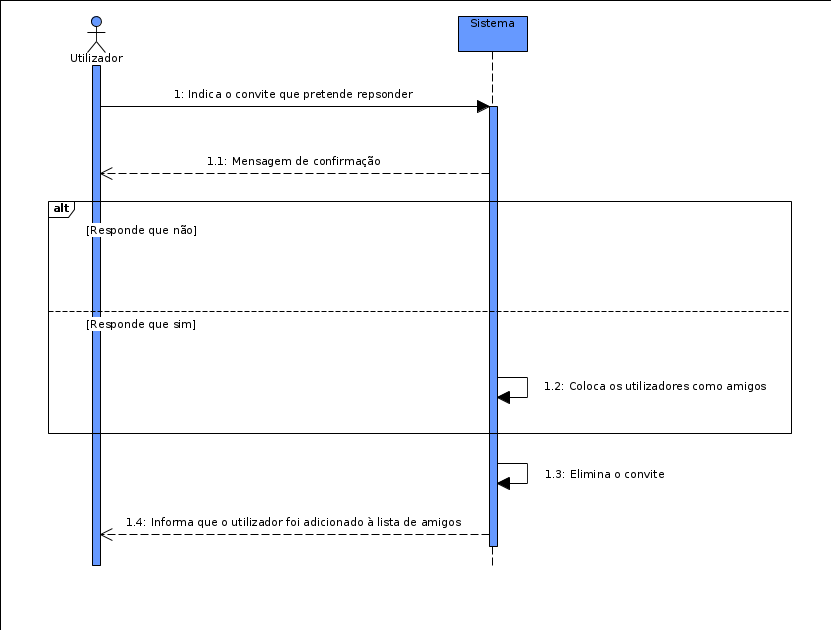 Sistema
Utilizador
1: Indica o convite que pretende repsonder
1.1: Mensagem de confirmação
alt
[Responde que não]
[Responde que sim]
1.2: Coloca os utilizadores como amigos
1.3: Elimina o convite
1.4: Informa que o utilizador foi adicionado à lista de amigos